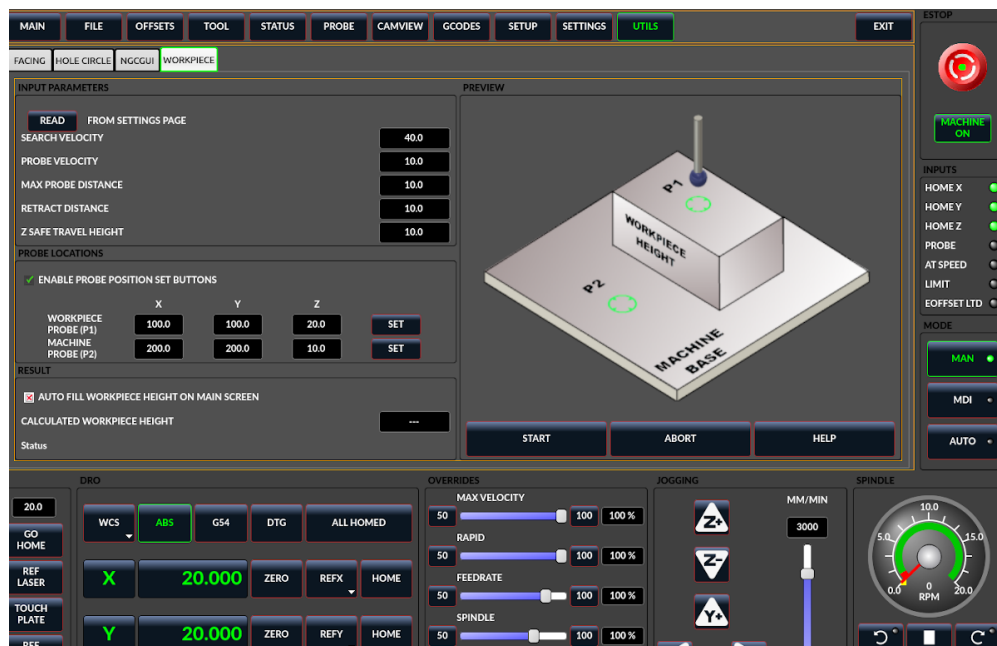 MAIN FILE OFFSETS TOOL STATUS PROBE CAMVIEW GCODES SETUP SETTINGS UTILS EXIT
ESTOP
FACING HOLE CIRCLE NGCGUI WORKPIECE
INPUT PARAMETERS
READ FROM SETTINGS PAGE
SEARCH VELOCITY 40.0
PROBE VELOCITY 10.0
MAX PROBE DISTANCE 10.0
RETRACT DISTANCE 10.0
Z SAFE TRAVEL HEIGHT 10.0
PROBE LOCATIONS
ENABLE PROBE POSITION SET BUTTONS
X Y Z
WORKPIECE
PROBE (P1) 100.0 100.0 20.0 SET
MACHINE
PROBE (P2) 200.0 200.0 10.0 SET
RESULT
AUTO FILL WORKPIECE HEIGHT ON MAIN SCREEN
CALCULATED WORKPIECE HEIGHT ---
Status
PREVIEW
P1
WORKPIECE
HEIGHT
P2
MACHINE
BASE
START ABORT HELP
MACHINE
ON
INPUTS
HOME X
HOME Y
HOME Z
PROBE
AT SPEED
LIMIT
EOFFSET LTD
MODE
MAN
MDI
AUTO
20.0
GO
HOME
REF
LASER
TOUCH
PLATE
REF
DRO
WCS ABS G54 DTG ALL HOMED
X 20.000 ZERO REFX HOME
Y 20.000 ZERO REFY HOME
OVERRIDES
MAX VELOCITY
50 100 100 %
RAPID
50 100 100 %
FEEDRATE
50 100 100 %
SPINDLE
50 100 100 %
JOGGING
Z+
Z-
Y+
MM/MIN
3000
SPINDLE
10.0
5.0 15.0
0.0 0 20.0
RPM